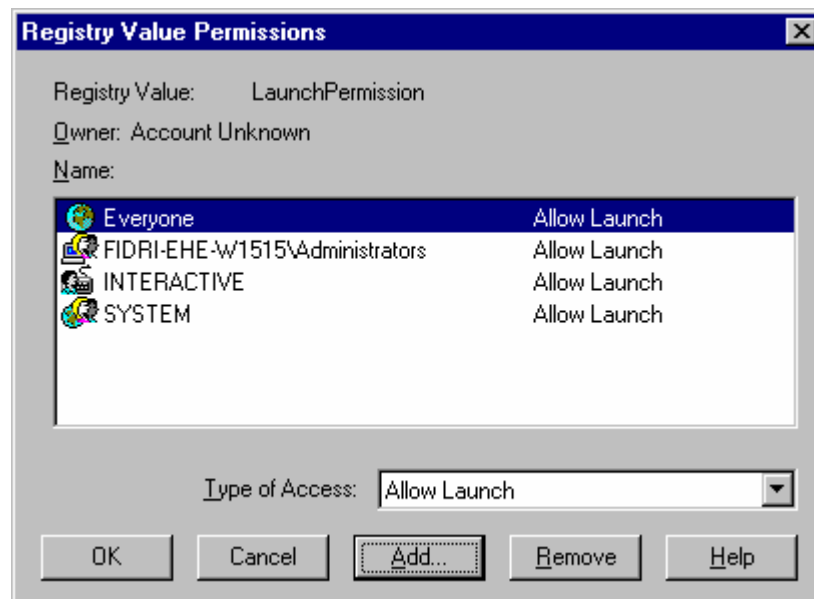 Registry Value Permissions
Registry Value: LaunchPermission
Owner: Account Unknown
Name:
Everyone Allow Launch
FIDRI-EHE-W1515\Administrators Allow Launch
INTERACTIVE Allow Launch
SYSTEM Allow Launch
Type of Access: Allow Launch
OK Cancel Add... Remove Help